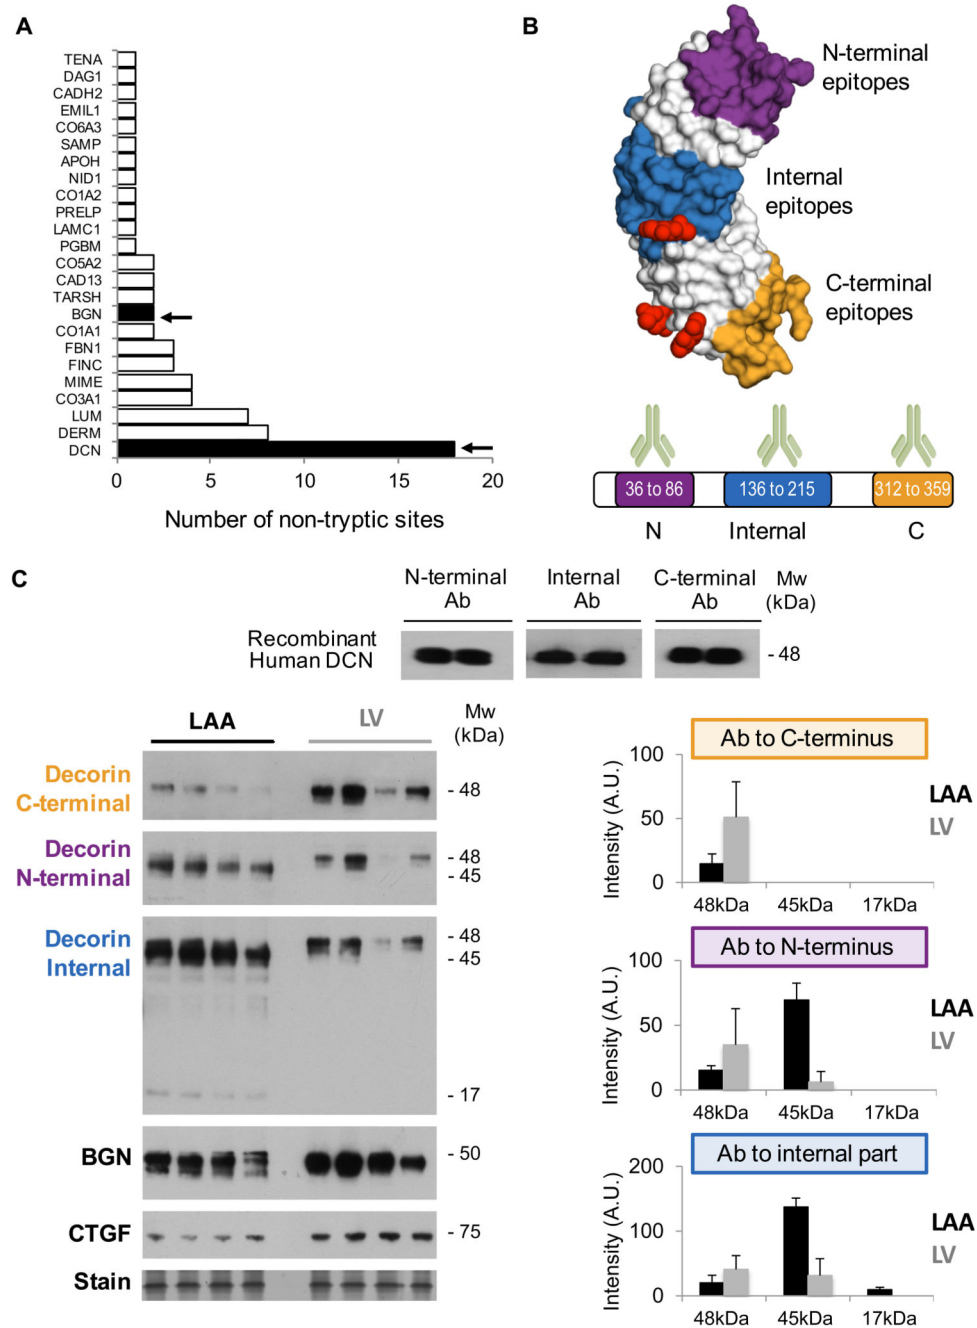 A
TENA
DAG1
CADH2
EMIL1
CO6A3
SAMP
APOH
NID1
CO1A2
PRELP
LAMC1
PGBM
CO5A2
CAD13
TARSH
BGN
CO1A1
FBN1
FINC
MIME
CO3A1
LUM
DERM
DCN
0 5 10 15 20
Number of non-tryptic sites
B
N-terminal
epitopes
Internal
epitopes
C-terminal
epitopes
36 to 86 136 to 215 312 to 359
N Internal C
C
N-terminal
Ab
Internal
Ab
C-terminal
Ab
Mw
(kDa)
Recombinant
Human DCN
- 48
LAA LV
Mw
(kDa)
Decorin
C-terminal
- 48
Decorin
N-terminal
- 48
- 45
Decorin
Internal
- 48
- 45
- 17
BGN
- 50
CTGF
- 75
Stain
Ab to C-terminus
Intensity (A.U.)
100
50
0
48kDa 45kDa 17kDa
LAA
LV
Ab to N-terminus
Intensity (A.U.)
100
50
0
48kDa 45kDa 17kDa
LAA
LV
Ab to internal part
Intensity (A.U.)
200
100
0
48kDa 45kDa 17kDa
LAA
LV